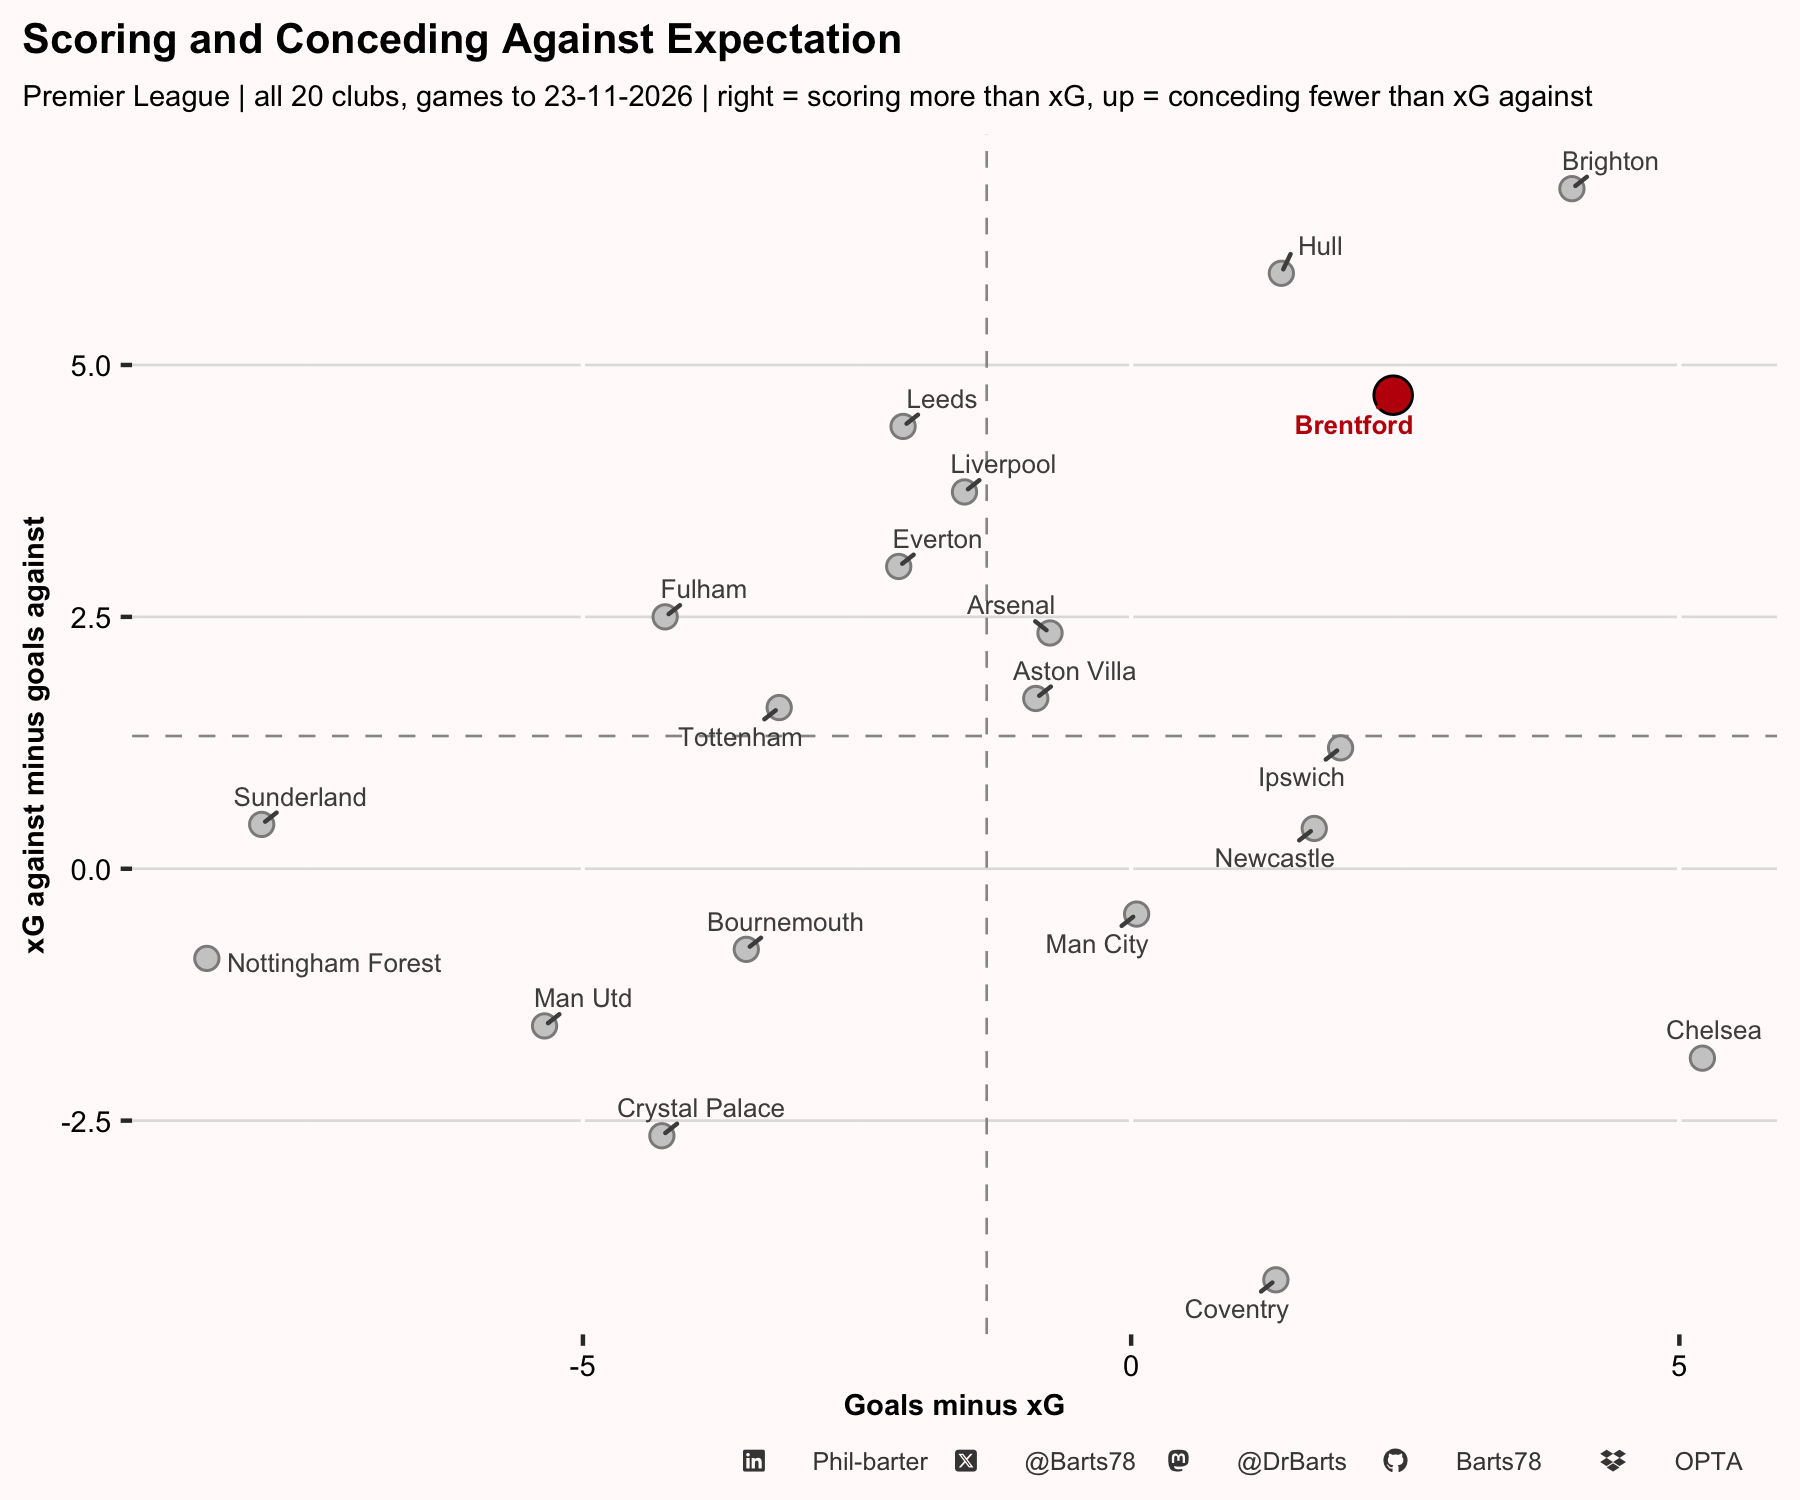 Scoring and Conceding Against Expectation
Premier League | all 20 clubs, games to 23-11-2026 | right = scoring more than xG, up = conceding fewer than xG against
Brighton
Hull
5.0
Brentford
Leeds
Liverpool
Everton
Fulham
Arsenal
2.5
Aston Villa
Tottenham
Ipswich
Sunderland
Newcastle
0.0
Bournemouth
Man City
Nottingham Forest
Man Utd
Chelsea
Crystal Palace
-2.5
Coventry
xG against minus goals against
-5
0
5
Goals minus xG
Phil-barter @Barts78 @DrBarts Barts78 OPTA